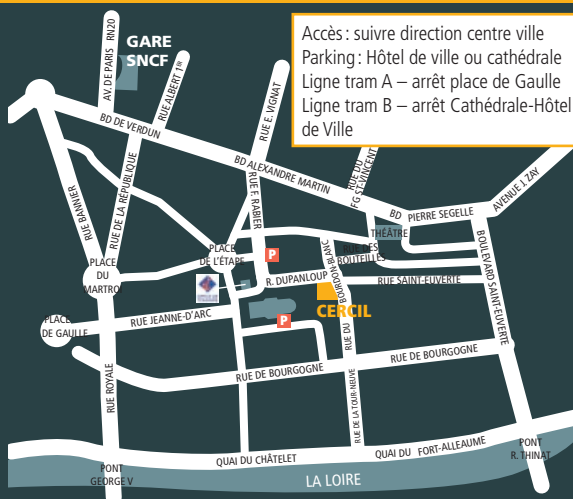 Accès : suivre direction centre ville
Parking : Hôtel de ville ou cathédrale
Ligne tram A – arrêt place de Gaulle
Ligne tram B – arrêt Cathédrale-Hôtel
de Ville
GARE
SNCF
AV. DE PARIS RN20
RUE ALBERT 1ER
RUE E. VIGNAT
BD DE VERDUN
BD ALEXANDRE MARTIN
RUE DU
FG ST-VINCENT
BD PIERRE SEGELLE
AVENUE J. ZAY
RUE BANNIER
RUE DE LA RÉPUBLIQUE
RUE F. RABIER
THÉÂTRE
PLACE
DE L'ÉTAPE
P
RUE DES
BOUTEILLES
BOULEVARD SAINT-EUVERTE
PLACE
DU
MARTROI
R. DUPANLOUP
RUE DU BOURDON-BLANC
RUE SAINT-EUVERTE
CERCIL
PLACE
DE GAULLE
RUE JEANNE-D'ARC
P
RUE DE BOURGOGNE
RUE DE BOURGOGNE
RUE ROYALE
RUE DE LA TOUR-NEUVE
QUAI DU CHÂTELET
QUAI DU FORT-ALLEAUME
PONT
GEORGE V
LA LOIRE
PONT
R. THINAT